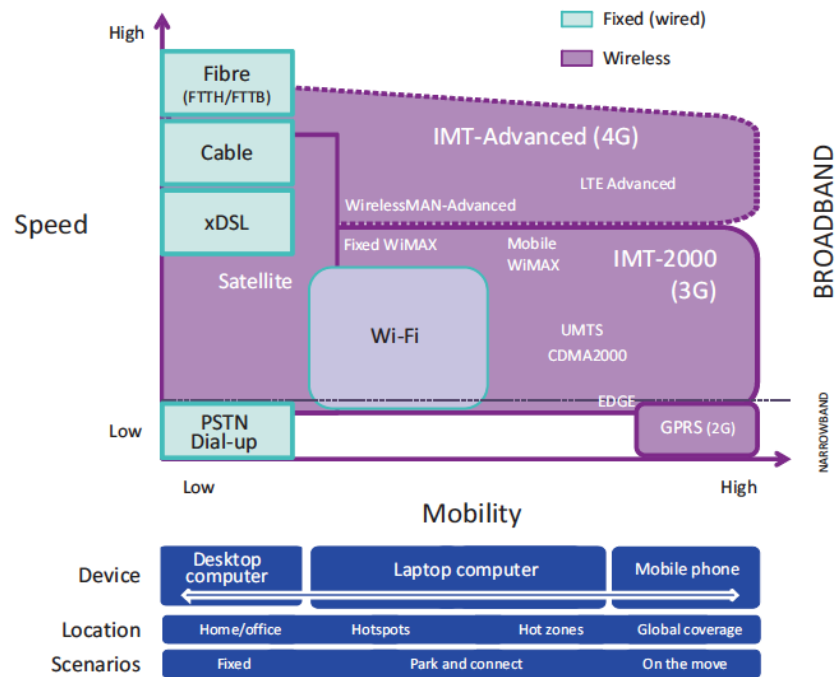 High
Fixed (wired)
Wireless
Fibre
(FTTH/FTTB)
IMT-Advanced (4G)
Cable
LTE Advanced
WirelessMAN-Advanced
xDSL
Speed
Fixed WiMAX
Mobile
WiMAX
IMT-2000
(3G)
BROADBAND
Satellite
Wi-Fi
UMTS
CDMA2000
EDGE
Low
PSTN
Dial-up
GPRS (2G)
NARROWBAND
Low
High
Mobility
Device
Desktop
computer
Laptop computer
Mobile phone
Location
Home/office
Hotspots
Hot zones
Global coverage
Scenarios
Fixed
Park and connect
On the move